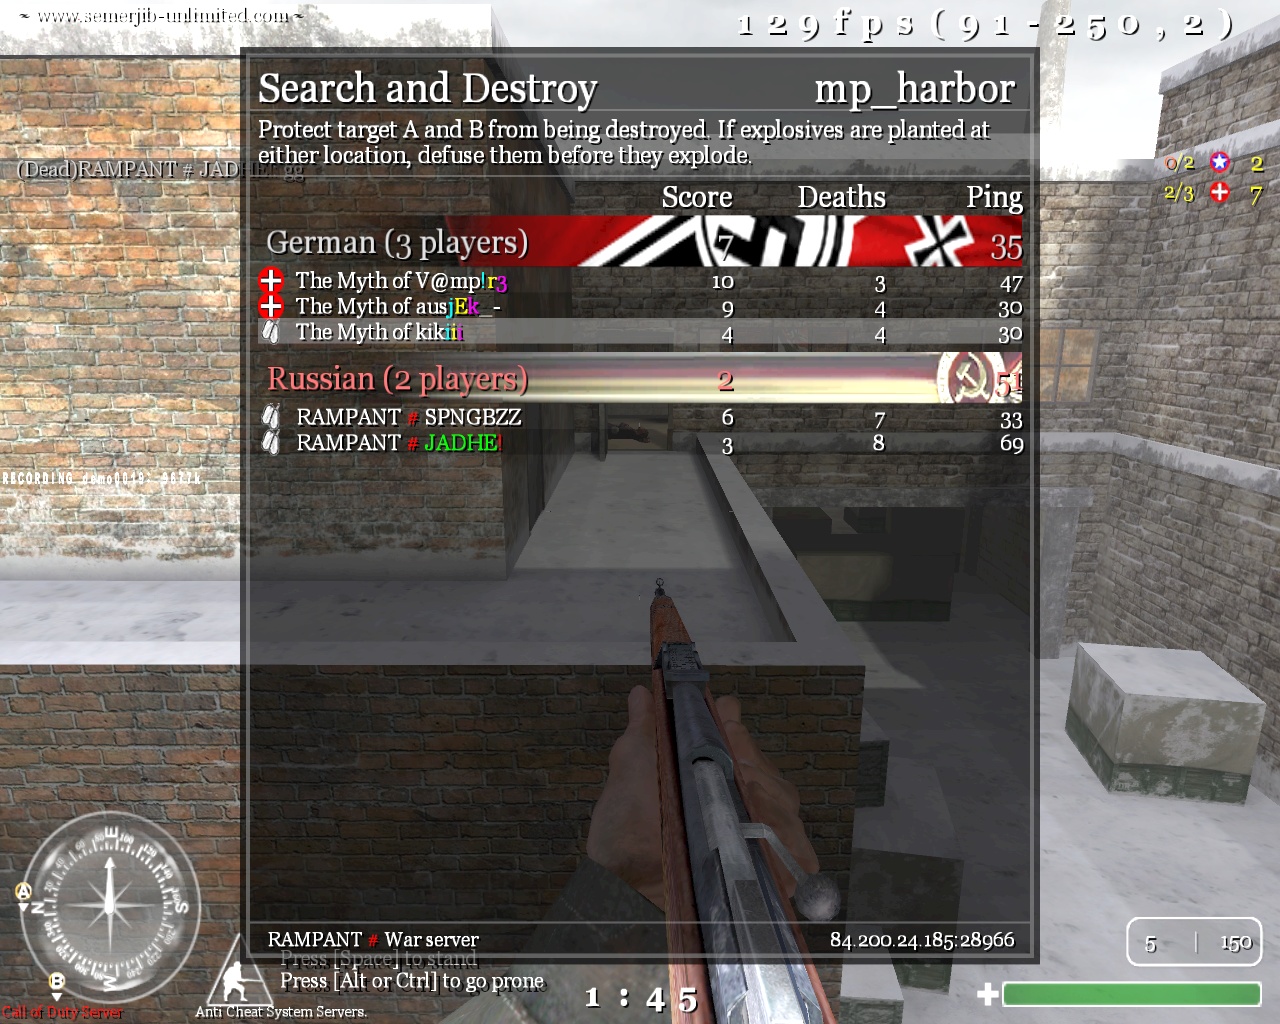 ~ www.semerjib-unlimited.com ~
129fps(91-250,2)
Search and Destroy mp_harbor
Protect target A and B from being destroyed. If explosives are planted at
either location, defuse them before they explode.
(Dead)RAMPANT # JADHE! gg
0/2 2
2/3 7
Score Deaths Ping
German (3 players) 7 35
The Myth of V@mp!r3 10 3 47
The Myth of ausjEk_- 9 4 30
The Myth of kikiii 4 4 30
Russian (2 players) 2 51
RAMPANT # SPNGBZZ 6 7 33
RAMPANT # JADHE! 3 8 69
RECORDING demo0019: 9677k
A
N E S W
B
RAMPANT # War server 84.200.24.185:28966
Press [Space] to stand
Press [Alt or Ctrl] to go prone
5 | 150
1:45
Call of Duty Server
Anti Cheat System Servers.